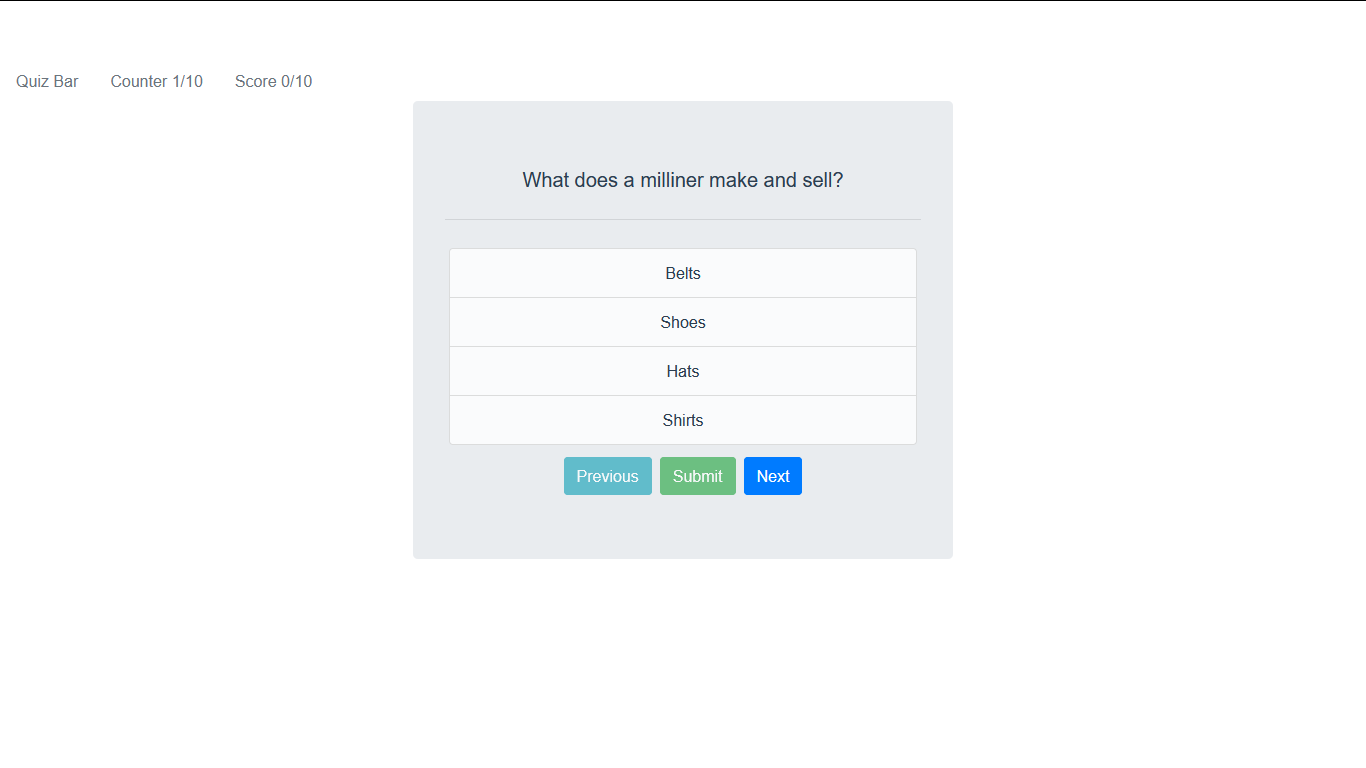 Quiz Bar Counter 1/10 Score 0/10
What does a milliner make and sell?
Belts
Shoes
Hats
Shirts
Previous Submit Next